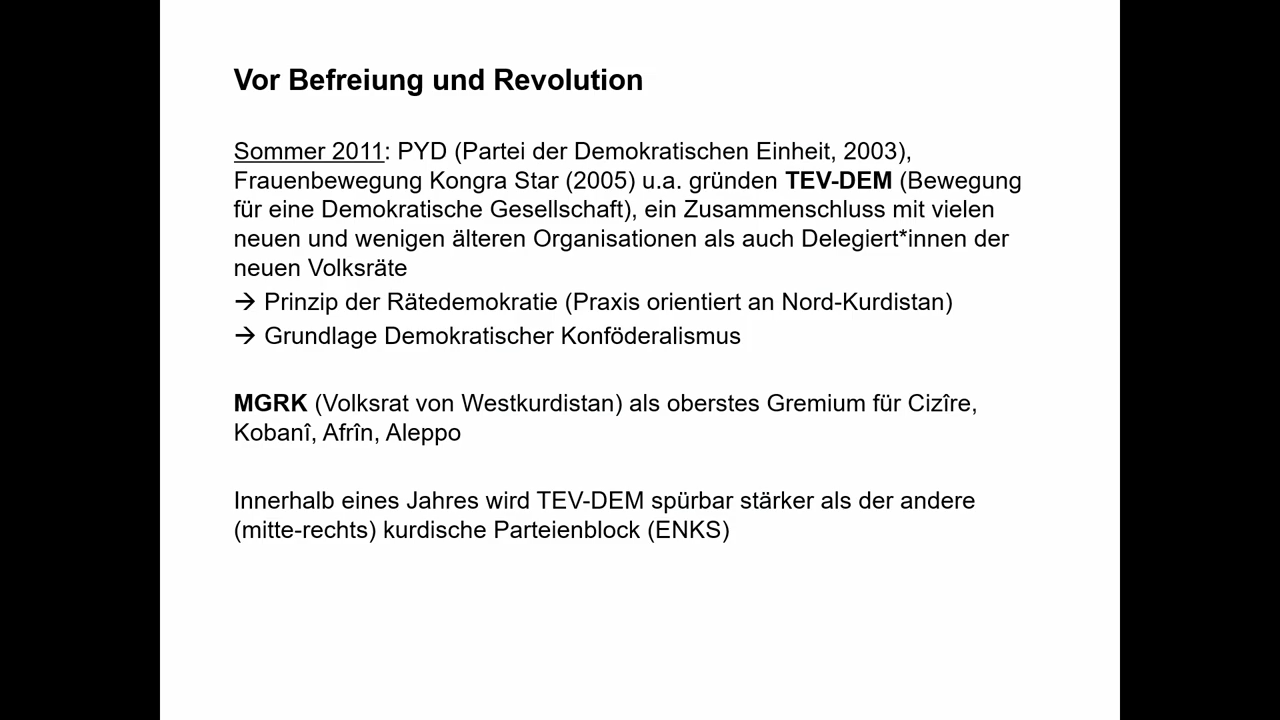 Vor Befreiung und Revolution
Sommer 2011: PYD (Partei der Demokratischen Einheit, 2003),
Frauenbewegung Kongra Star (2005) u.a. gründen TEV-DEM (Bewegung
für eine Demokratische Gesellschaft), ein Zusammenschluss mit vielen
neuen und wenigen älteren Organisationen als auch Delegiert*innen der
neuen Volksräte
→ Prinzip der Rätedemokratie (Praxis orientiert an Nord-Kurdistan)
→ Grundlage Demokratischer Konföderalismus
MGRK (Volksrat von Westkurdistan) als oberstes Gremium für Cizîre,
Kobanî, Afrîn, Aleppo
Innerhalb eines Jahres wird TEV-DEM spürbar stärker als der andere
(mitte-rechts) kurdische Parteienblock (ENKS)